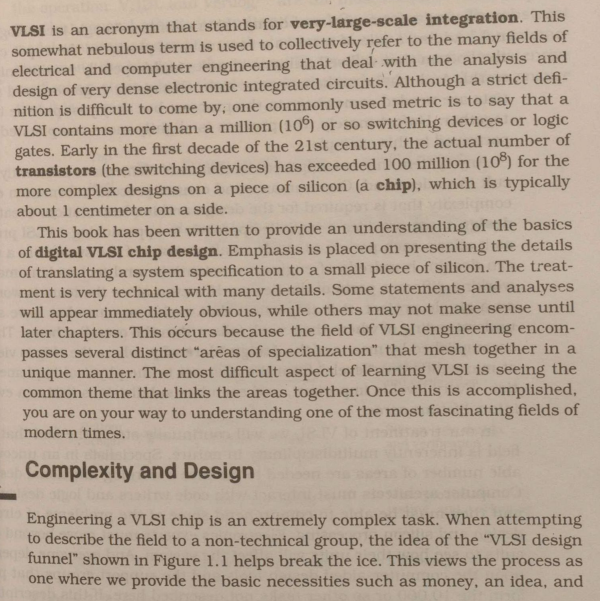 VLSI is an acronym that stands for very-large-scale integration. This
somewhat nebulous term is used to collectively refer to the many fields of
electrical and computer engineering that deal with the analysis and
design of very dense electronic integrated circuits. Although a strict defi-
nition is difficult to come by, one commonly used metric is to say that a
VLSI contains more than a million (10⁶) or so switching devices or logic
gates. Early in the first decade of the 21st century, the actual number of
transistors (the switching devices) has exceeded 100 million (10⁸) for the
more complex designs on a piece of silicon (a chip), which is typically
about 1 centimeter on a side.
This book has been written to provide an understanding of the basics
of digital VLSI chip design. Emphasis is placed on presenting the details
of translating a system specification to a small piece of silicon. The treat-
ment is very technical with many details. Some statements and analyses
will appear immediately obvious, while others may not make sense until
later chapters. This occurs because the field of VLSI engineering encom-
passes several distinct “areas of specialization” that mesh together in a
unique manner. The most difficult aspect of learning VLSI is seeing the
common theme that links the areas together. Once this is accomplished,
you are on your way to understanding one of the most fascinating fields of
modern times.
Complexity and Design
Engineering a VLSI chip is an extremely complex task. When attempting
to describe the field to a non-technical group, the idea of the “VLSI design
funnel” shown in Figure 1.1 helps break the ice. This views the process as
one where we provide the basic necessities such as money, an idea, and